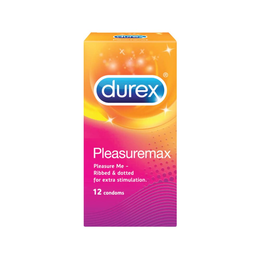 durex
Pleasuremax
Pleasure Me -
Ribbed & dotted
for extra stimulation.
12 condoms